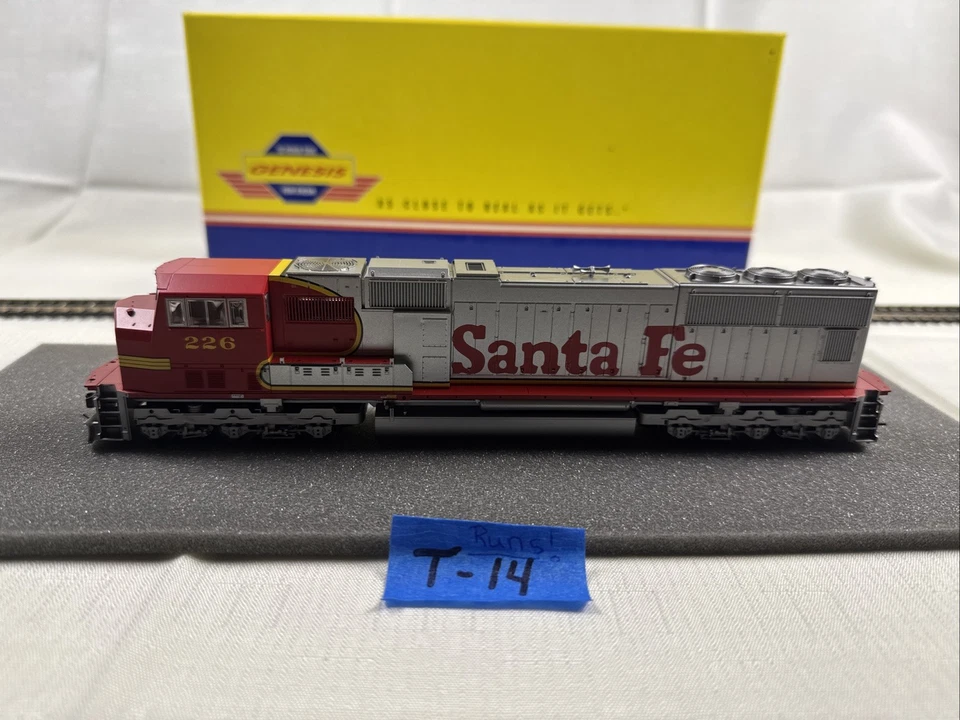 GENESIS
AS CLOSE TO REAL AS IT GETS.
226
Santa Fe
Runs!
T-14